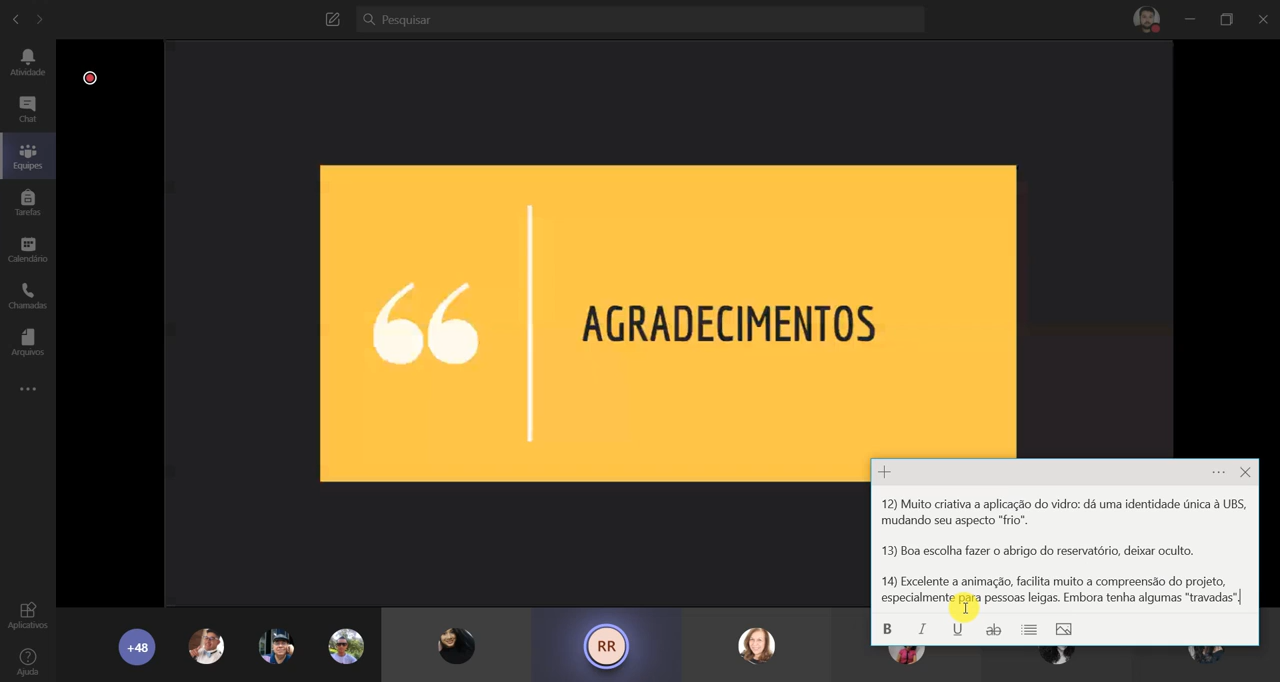 Pesquisar
Atividade
Chat
Equipes
Tarefas
Calendário
Chamadas
Arquivos
Aplicativos
Ajuda
AGRADECIMENTOS
12) Muito criativa a aplicação do vidro: dá uma identidade única à UBS,
mudando seu aspecto "frio".
13) Boa escolha fazer o abrigo do reservatório, deixar oculto.
14) Excelente a animação, facilita muito a compreensão do projeto,
especialmente para pessoas leigas. Embora tenha algumas "travadas".
B I U ab
+48
RR